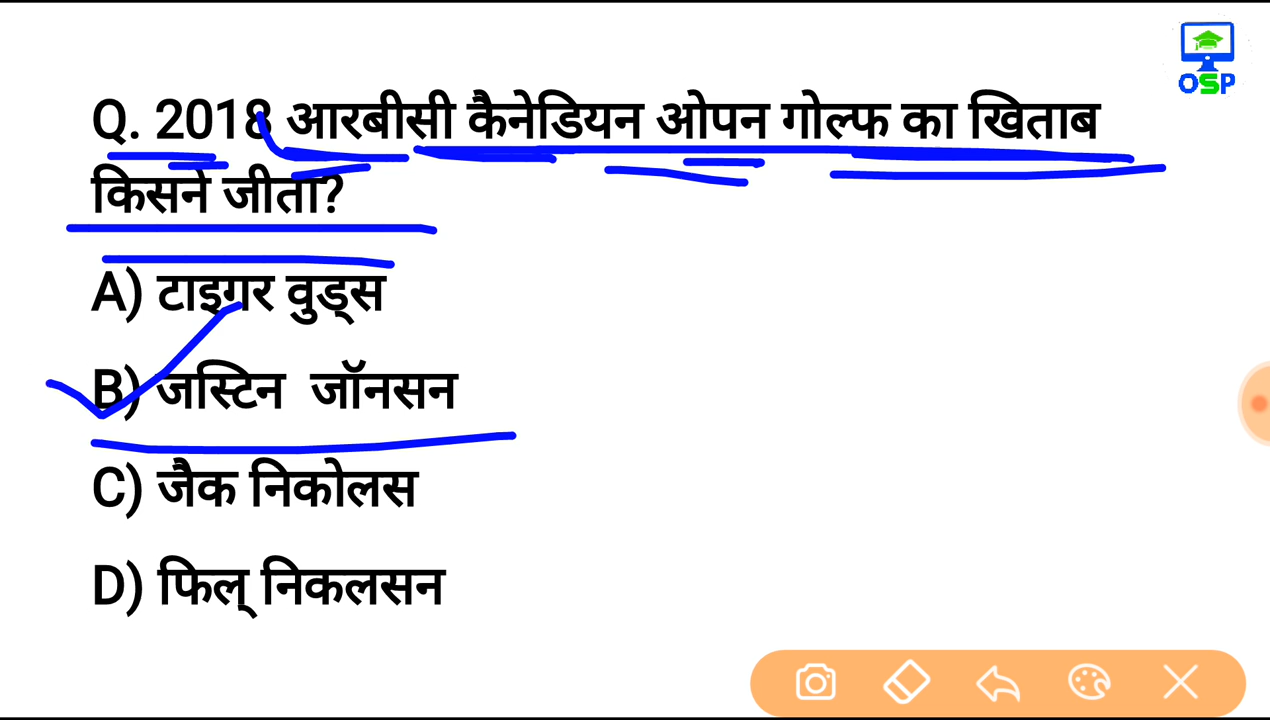 OSP
Q. 2018 आरबीसी कैनेडियन ओपन गोल्फ का खिताब
किसने जीता?
A) टाइगर वुड्स
B) जस्टिन जॉनसन
C) जैक निकोलस
D) फिल् निकलसन